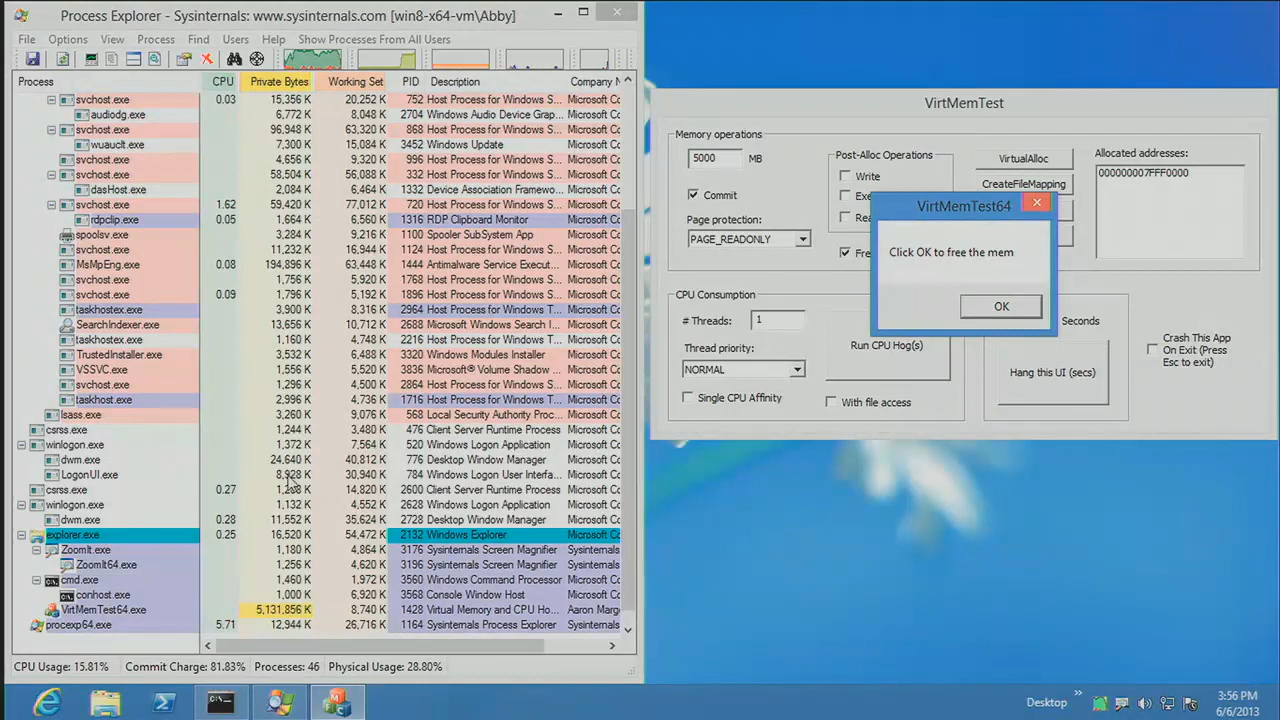 Process Explorer - Sysinternals: www.sysinternals.com [win8-x64-vm\Abby]
File Options View Process Find Users Help Show Processes From All Users
Process CPU Private Bytes Working Set PID Description Company N
svchost.exe 0.03 15,356 K 20,252 K 752 Host Process for Windows S... Microsoft Co
audiodg.exe 6,772 K 8,048 K 2704 Windows Audio Device Grap... Microsoft Co
svchost.exe 96,948 K 63,320 K 868 Host Process for Windows S... Microsoft Co
wuauclt.exe 7,300 K 15,084 K 3452 Windows Update Microsoft Co
svchost.exe 4,656 K 9,320 K 996 Host Process for Windows S... Microsoft Co
svchost.exe 58,504 K 56,088 K 332 Host Process for Windows S... Microsoft Co
dasHost.exe 2,084 K 6,464 K 1332 Device Association Framewo... Microsoft Co
svchost.exe 1.62 59,420 K 77,012 K 720 Host Process for Windows S... Microsoft Co
rdpclip.exe 0.05 1,664 K 6,560 K 1316 RDP Clipboard Monitor Microsoft Co
spoolsv.exe 3,284 K 9,216 K 1100 Spooler SubSystem App Microsoft Co
svchost.exe 11,232 K 16,944 K 1128 Host Process for Windows S... Microsoft Co
MsMpEng.exe 0.08 194,896 K 63,448 K 1444 Antimalware Service Execut... Microsoft Co
svchost.exe 1,756 K 5,920 K 1768 Host Process for Windows S... Microsoft Co
svchost.exe 0.09 1,796 K 5,192 K 1896 Host Process for Windows S... Microsoft Co
taskhostex.exe 3,900 K 8,316 K 2964 Host Process for Windows T... Microsoft Co
SearchIndexer.exe 13,656 K 10,712 K 2688 Microsoft Windows Search I... Microsoft Co
taskhostex.exe 1,160 K 4,748 K 2216 Host Process for Windows T... Microsoft Co
TrustedInstaller.exe 3,532 K 6,488 K 3320 Windows Modules Installer Microsoft Co
VSSVC.exe 1,556 K 5,520 K 3836 Microsoft® Volume Shadow ... Microsoft Co
svchost.exe 1,296 K 4,596 K 2864 Host Process for Windows S... Microsoft Co
taskhost.exe 2,996 K 4,736 K 1716 Host Process for Windows T... Microsoft Co
lsass.exe 3,260 K 9,076 K 568 Local Security Authority Proc... Microsoft Co
csrss.exe 1,244 K 3,480 K 476 Client Server Runtime Process Microsoft Co
winlogon.exe 1,372 K 7,564 K 512 Windows Logon Application Microsoft Co
dwm.exe 24,640 K 40,812 K 776 Desktop Window Manager Microsoft Co
LogonUI.exe 8,928 K 30,940 K 784 Windows Logon User Interfa... Microsoft Co
csrss.exe 0.27 14,820 K 2600 Client Server Runtime Process Microsoft Co
winlogon.exe 1,132 K 4,552 K 2628 Windows Logon Application Microsoft Co
dwm.exe 0.28 11,552 K 35,624 K 2728 Desktop Window Manager Microsoft Co
explorer.exe 0.25 16,520 K 54,472 K 2132 Windows Explorer Microsoft Co
ZoomIt.exe 1,180 K 4,864 K 3176 Sysinternals Screen Magnifier Sysinternals
ZoomIt64.exe 1,256 K 4,620 K 3196 Sysinternals Screen Magnifier Sysinternals
cmd.exe 1,460 K 1,972 K 3560 Windows Command Processor Microsoft Co
conhost.exe 1,000 K 6,920 K 3568 Console Window Host Microsoft Co
VirtMemTest64.exe 5,131,856 K 8,740 K 1428 Virtual Memory and CPU Ho... Aaron Marg
procexp64.exe 5.71 12,944 K 26,716 K 1164 Sysinternals Process Explorer Sysinternals
CPU Usage: 15.81% Commit Charge: 81.83% Processes: 46 Physical Usage: 28.80%
VirtMemTest
Memory operations
5000 MB
Commit
Page protection:
PAGE_READONLY
Post-Alloc Operations
Write
Exe
Rea
Fre
VirtualAlloc
CreateFileMapping
Allocated addresses:
000000007FFF0000
VirtMemTest64
Click OK to free the mem
OK
CPU Consumption
# Threads: 1
Thread priority:
NORMAL
Single CPU Affinity
Run CPU Hog(s)
With file access
Seconds
Hang this UI (secs)
Crash This App
On Exit (Press
Esc to exit)
Desktop
3:56 PM
6/6/2013